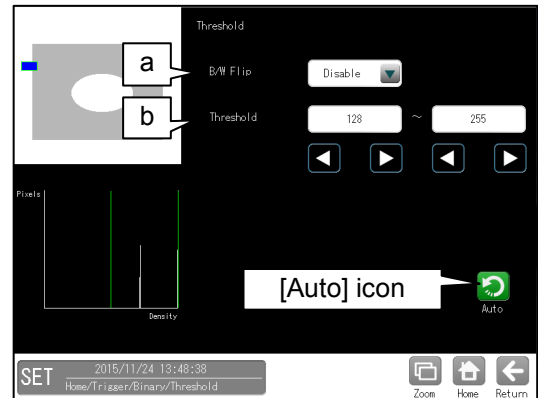 Threshold
a
B/W Flip
Disable
b
Threshold
128 ~ 255
Pixels
Density
[Auto] icon
Auto
SET
2015/11/24 13:48:38
Home/Trigger/Binary/Threshold
Zoom Home Return